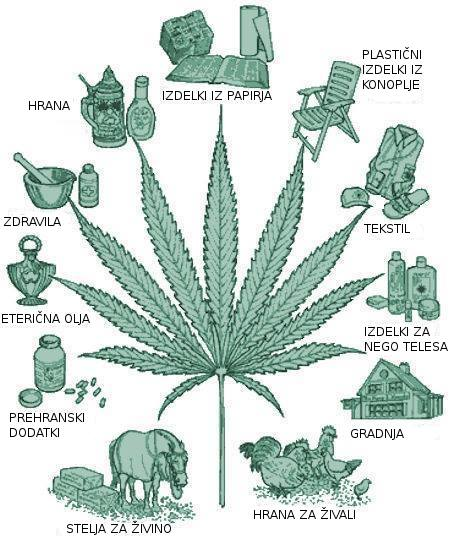 IZDELKI IZ PAPIRJA
PLASTIČNI
IZDELKI IZ
KONOPLJE
HRANA
ZDRAVILA
TEKSTIL
ETERIČNA OLJA
IZDELKI ZA
NEGO TELESA
PREHRANSKI
DODATKI
GRADNJA
STELJA ZA ŽIVINO
HRANA ZA ŽIVALI